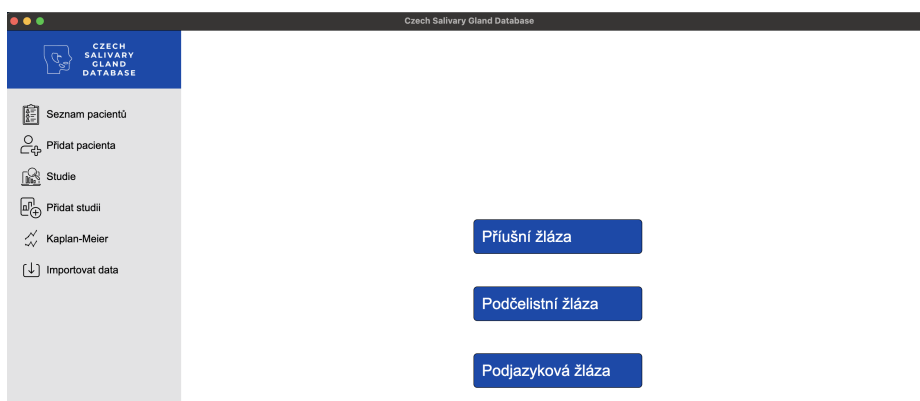 Czech Salivary Gland Database
CZECH
SALIVARY
GLAND
DATABASE
Seznam pacientů
Přidat pacienta
Studie
Přidat studii
Kaplan-Meier
Importovat data
Příušní žláza
Podčelistní žláza
Podjazyková žláza